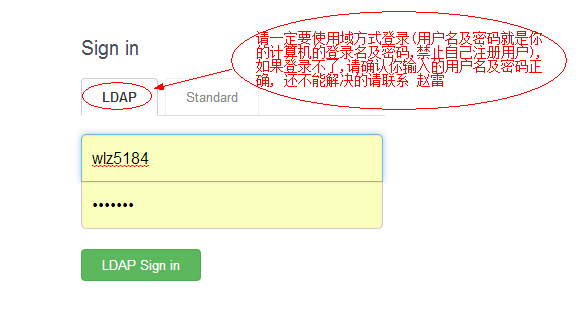 请一定要使用域方式登录(用户名及密码就是你
的计算机的登录名及密码,禁止自己注册用户),
如果登录不了,请确认你输入的用户名及密码正
确, 还不能解决的请联系 赵雷
Sign in
LDAP
Standard
wlz5184
•••••••
LDAP Sign in